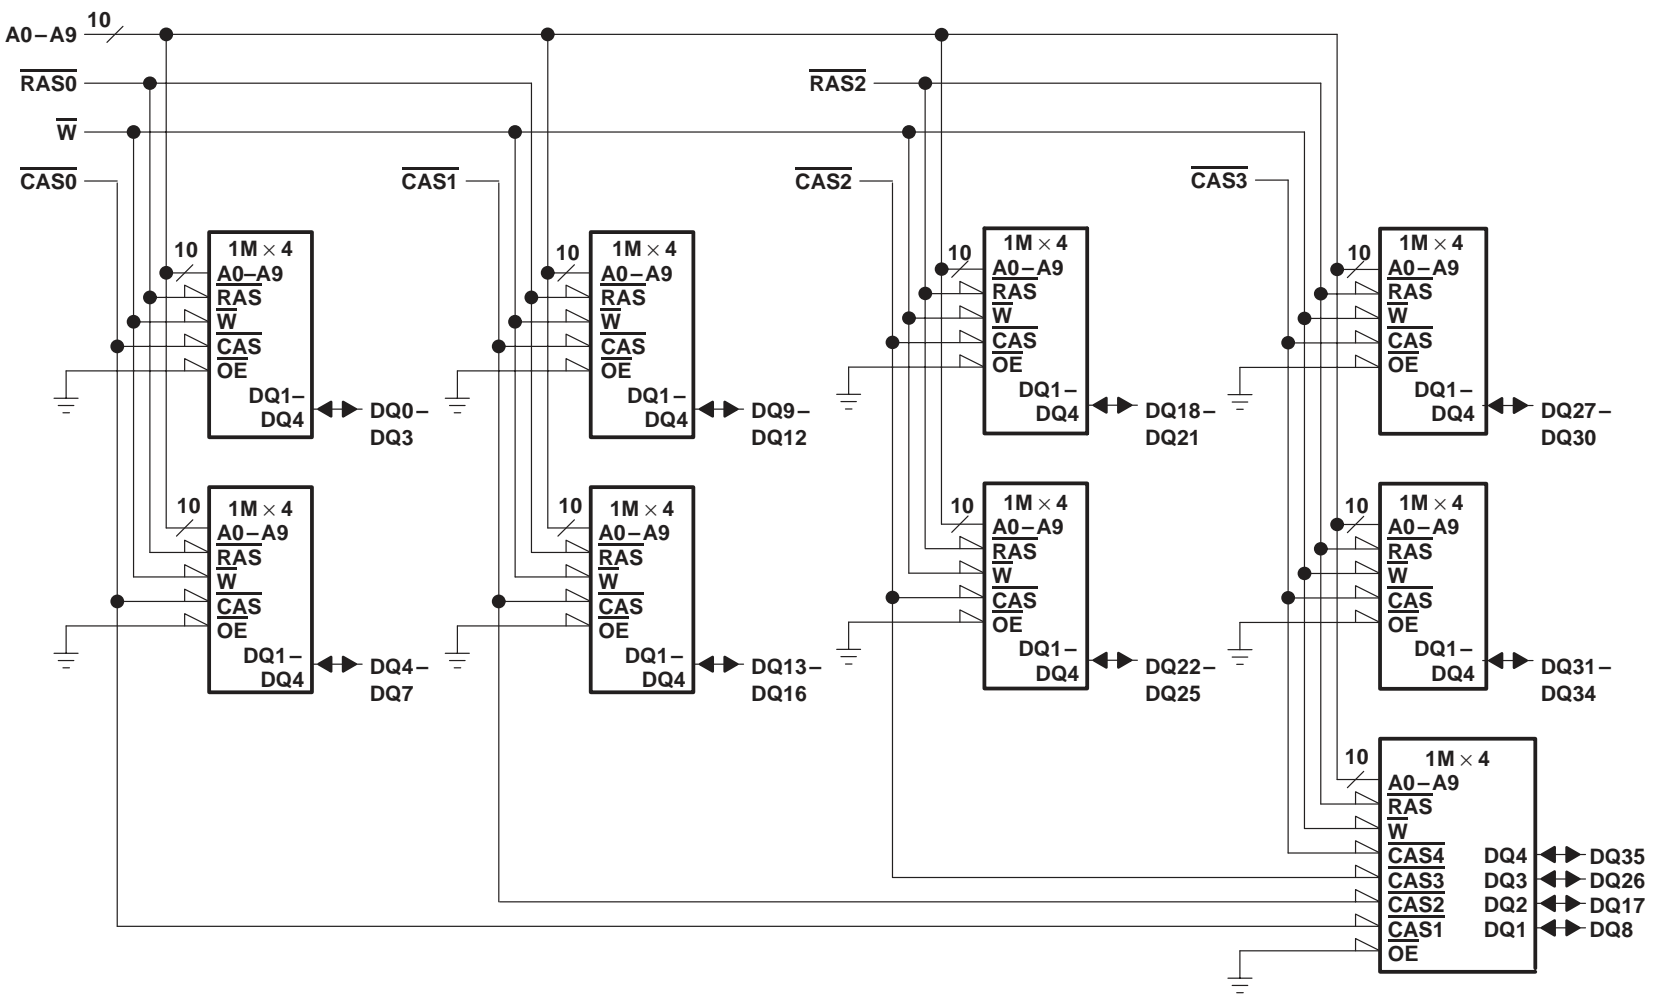 A0–A9 10
RAS0 RAS2
W
CAS0 CAS1 CAS2 CAS3
10
1M × 4
A0–A9
RAS
W
CAS
OE
DQ1–
DQ4
DQ0–
DQ3
10
1M × 4
A0–A9
RAS
W
CAS
OE
DQ1–
DQ4
DQ9–
DQ12
10
1M × 4
A0–A9
RAS
W
CAS
OE
DQ1–
DQ4
DQ18–
DQ21
10
1M × 4
A0–A9
RAS
W
CAS
OE
DQ1–
DQ4
DQ27–
DQ30
10
1M × 4
A0–A9
RAS
W
CAS
OE
DQ1–
DQ4
DQ4–
DQ7
10
1M × 4
A0–A9
RAS
W
CAS
OE
DQ1–
DQ4
DQ13–
DQ16
10
1M × 4
A0–A9
RAS
W
CAS
OE
DQ1–
DQ4
DQ22–
DQ25
10
1M × 4
A0–A9
RAS
W
CAS
OE
DQ1–
DQ4
DQ31–
DQ34
10
1M × 4
A0–A9
RAS
W
CAS4 DQ4 DQ35
CAS3 DQ3 DQ26
CAS2 DQ2 DQ17
CAS1 DQ1 DQ8
OE